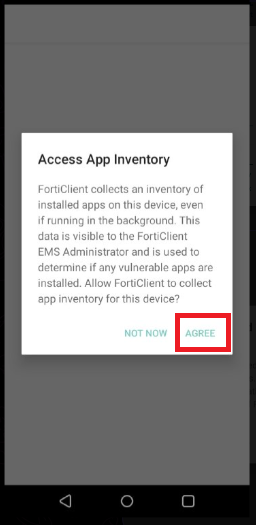 Access App Inventory
FortiClient collects an inventory of
installed apps on this device, even
if running in the background. This
data is visible to the FortiClient
EMS Administrator and is used to
determine if any vulnerable apps are
installed. Allow FortiClient to collect
app inventory for this device?
NOT NOW AGREE